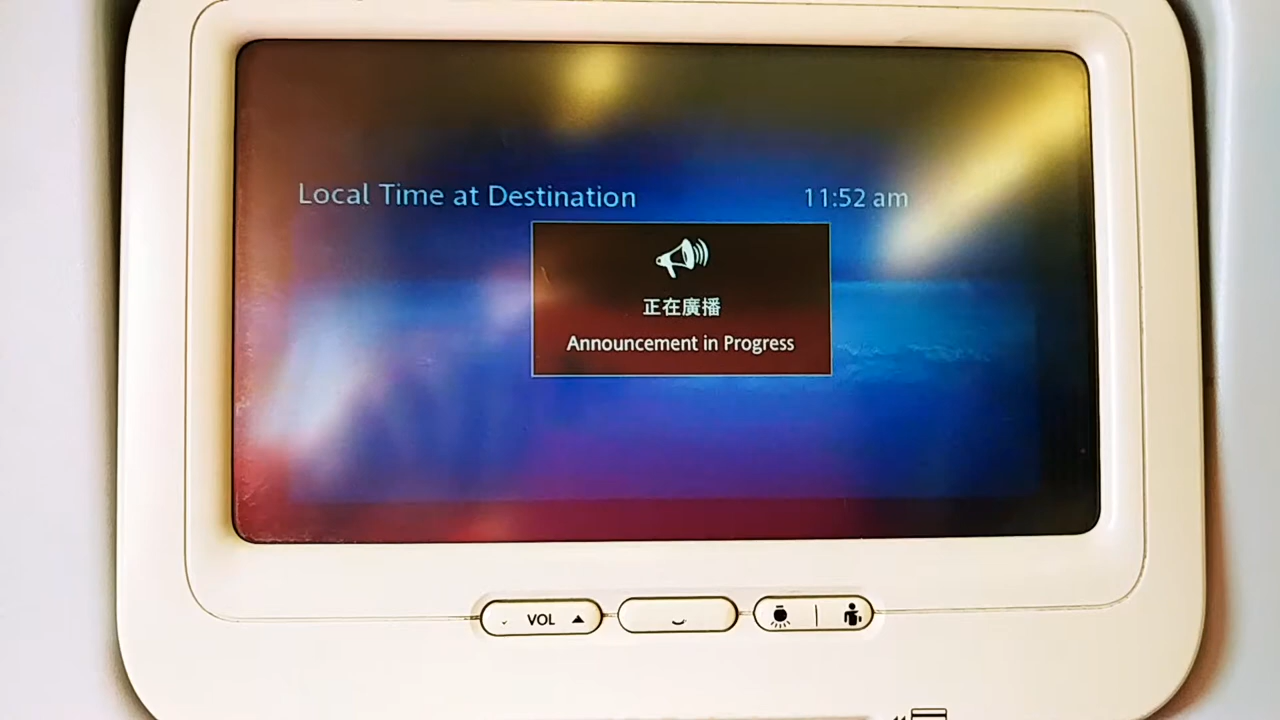 Local Time at Destination 11:52 am
正在廣播
Announcement in Progress
VOL